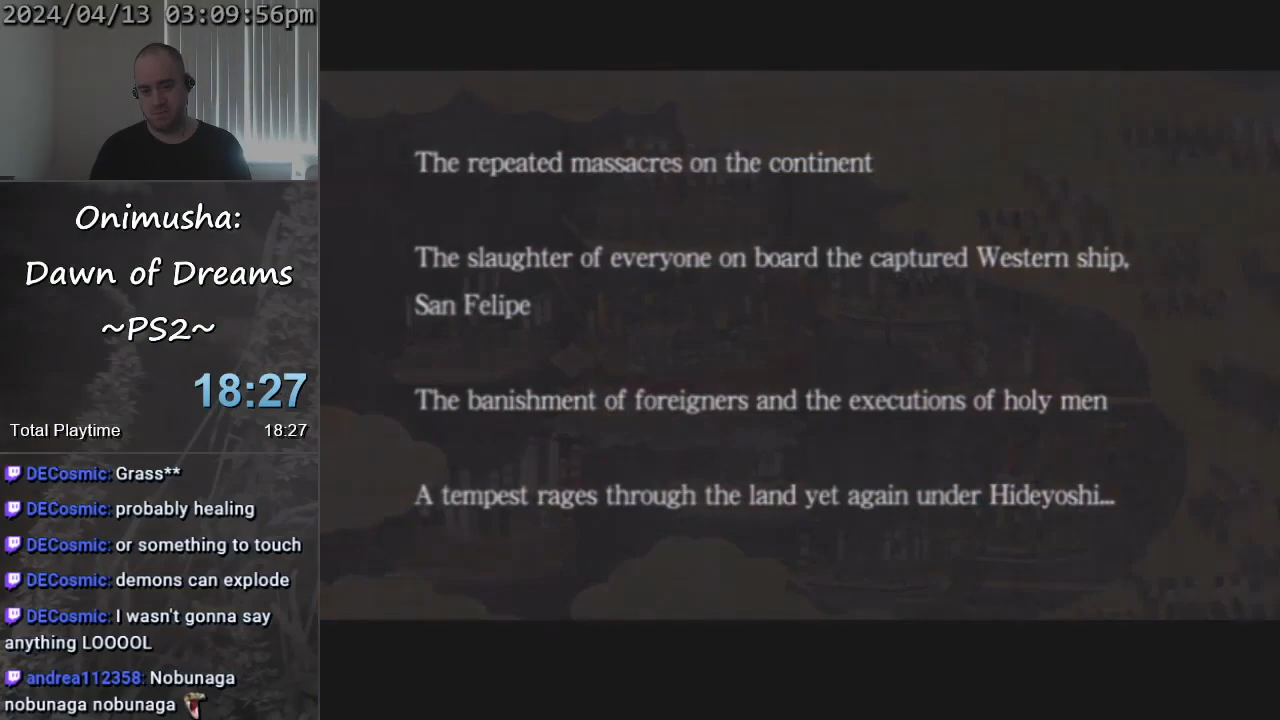 2024/04/13 03:09:56pm
Onimusha:
Dawn of Dreams
~PS2~
18:27
Total Playtime 18:27
DECosmic: Grass**
DECosmic: probably healing
DECosmic: or something to touch
DECosmic: demons can explode
DECosmic: I wasn't gonna say
anything LOOOOL
andrea112358: Nobunaga
nobunaga nobunaga
The repeated massacres on the continent
The slaughter of everyone on board the captured Western ship,
San Felipe
The banishment of foreigners and the executions of holy men
A tempest rages through the land yet again under Hideyoshi...